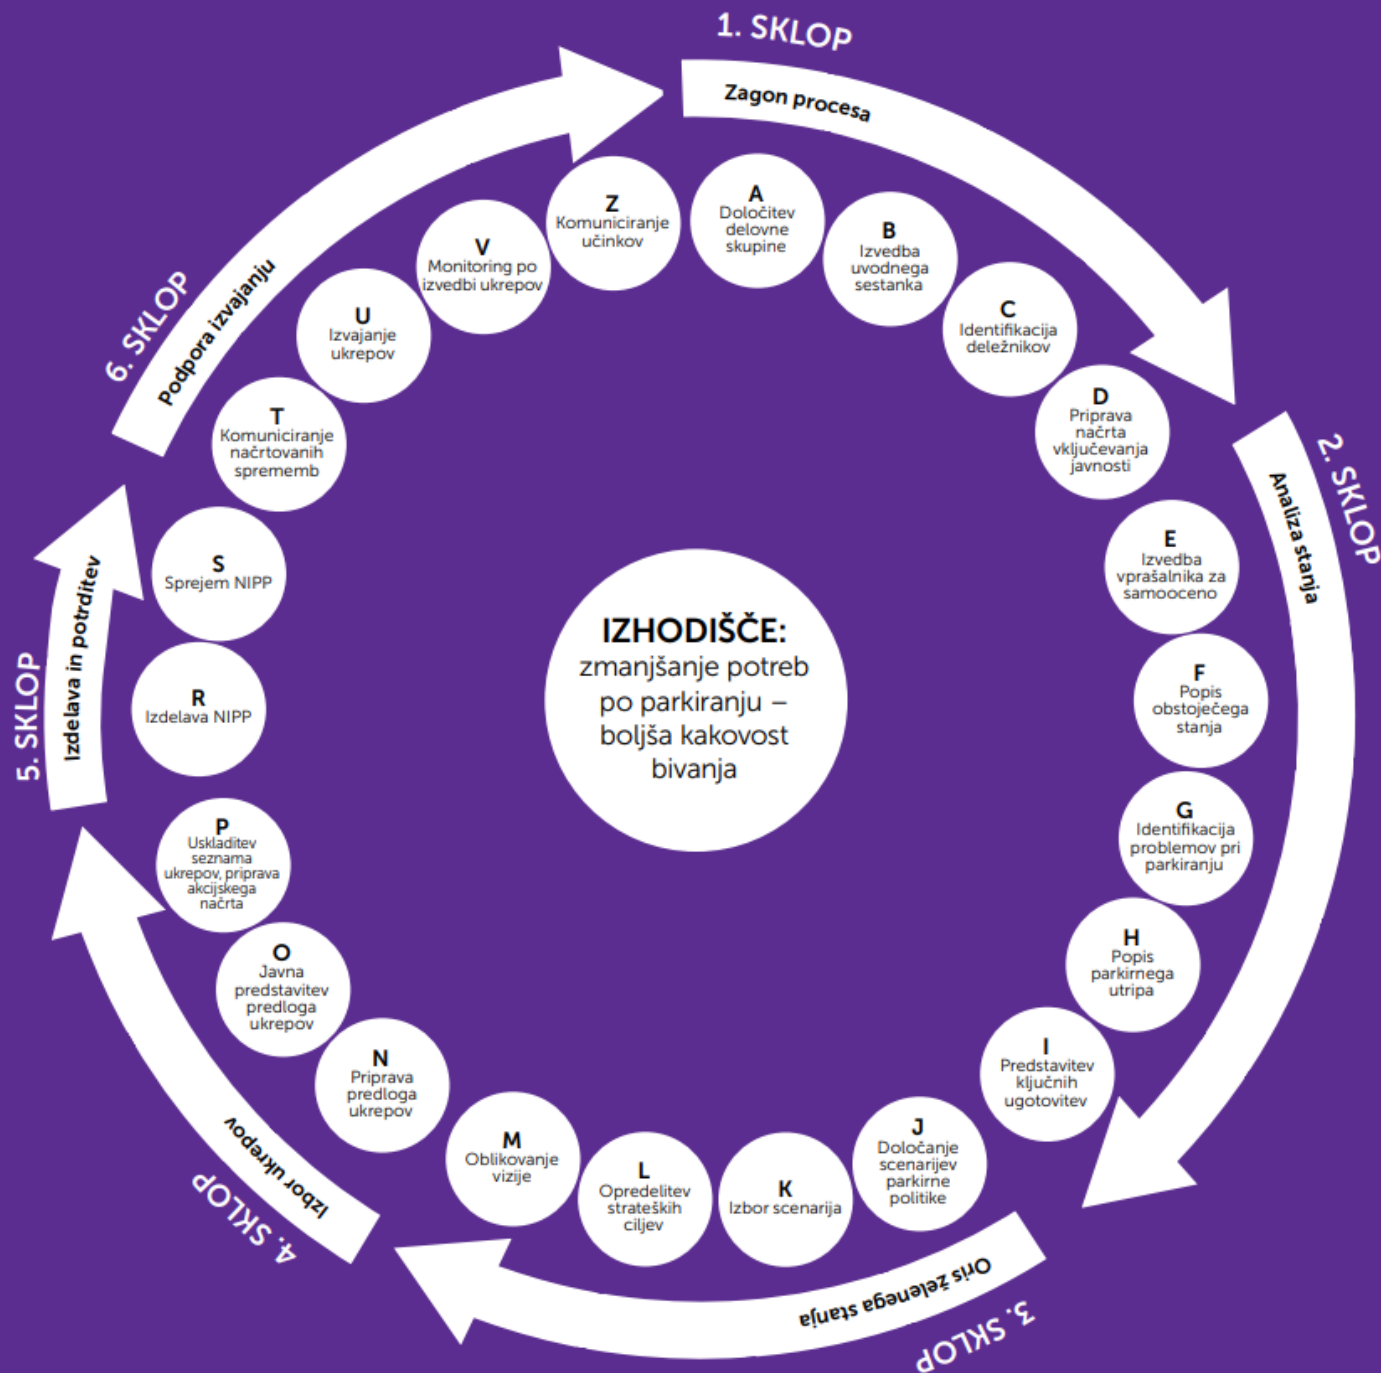 1. SKLOP
Zagon procesa
A
Določitev
delovne
skupine
B
Izvedba
uvodnega
sestanka
C
Identifikacija
deležnikov
D
Priprava
načrta
vključevanja
javnosti
2. SKLOP
Analiza stanja
E
Izvedba
vprašalnika za
samooceno
F
Popis
obstoječega
stanja
G
Identifikacija
problemov pri
parkiranju
H
Popis
parkirnega
utripa
I
Predstavitev
ključnih
ugotovitev
3. SKLOP
Oris želenega stanja
J
Določanje
scenarijev
parkirne
politike
K
Izbor scenarija
L
Opredelitev
strateških
ciljev
M
Oblikovanje
vizije
4. SKLOP
Izbor ukrepov
N
Priprava
predloga
ukrepov
O
Javna
predstavitev
predloga
ukrepov
P
Uskladitev
seznama
ukrepov, priprava
akcijskega
načrta
5. SKLOP
Izdelava in potrditev
R
Izdelava NIPP
S
Sprejem NIPP
6. SKLOP
Podpora izvajanju
T
Komuniciranje
načrtovanih
sprememb
U
Izvajanje
ukrepov
V
Monitoring po
izvedbi ukrepov
Z
Komuniciranje
učinkov
IZHODIŠČE:
zmanjšanje potreb
po parkiranju –
boljša kakovost
bivanja